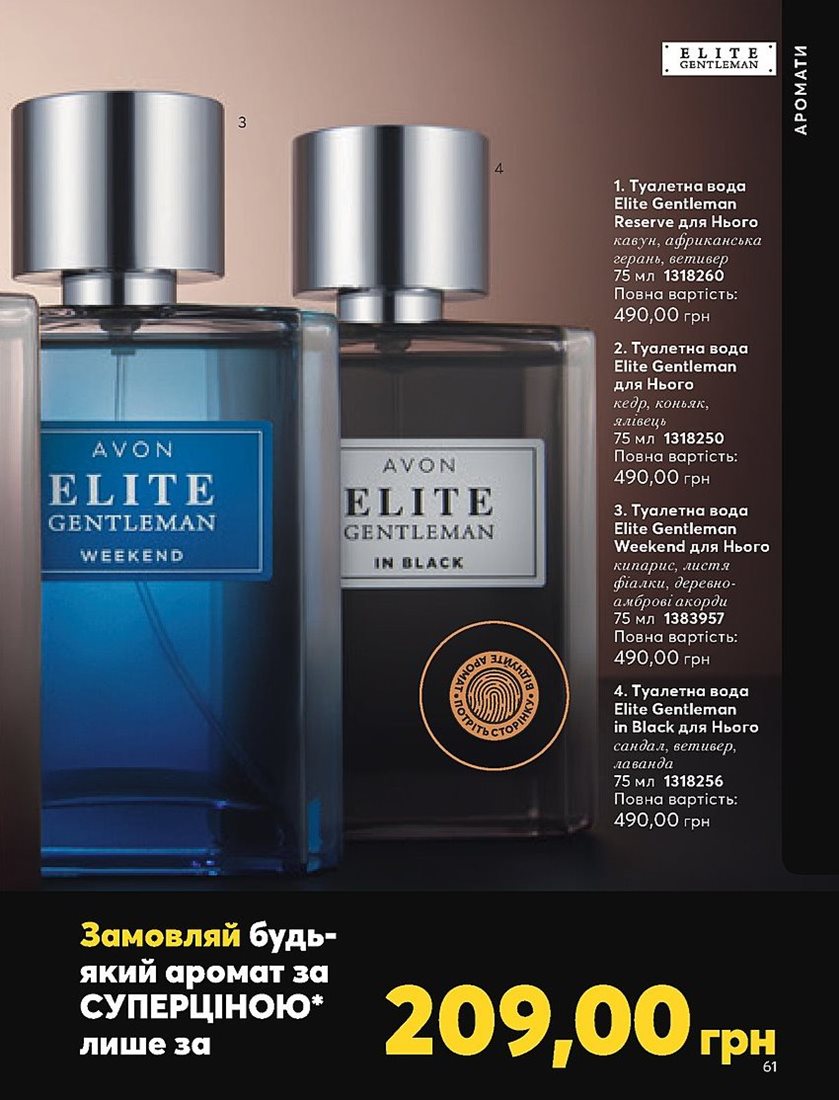 ELITE
GENTLEMAN
АРОМАТИ
3
4
1. Туалетна вода
Elite Gentleman
Reserve для Нього
кавун, африканська
герань, ветивер
75 мл 1318260
Повна вартість:
490,00 грн
2. Туалетна вода
Elite Gentleman
для Нього
кедр, коньяк,
ялівець
75 мл 1318250
Повна вартість:
490,00 грн
3. Туалетна вода
Elite Gentleman
Weekend для Нього
кипарис, листя
фіалки, деревно-
амброві акорди
75 мл 1383957
Повна вартість:
490,00 грн
4. Туалетна вода
Elite Gentleman
in Black для Нього
сандал, ветивер,
лаванда
75 мл 1318256
Повна вартість:
490,00 грн
AVON
ELITE
GENTLEMAN
WEEKEND
AVON
ELITE
GENTLEMAN
IN BLACK
ВІДЧУЙТЕ АРОМАТ • ПОТРІТЬ СТОРІНКУ •
Замовляй будь-
який аромат за
СУПЕРЦІНОЮ*
лише за
209,00 грн
61